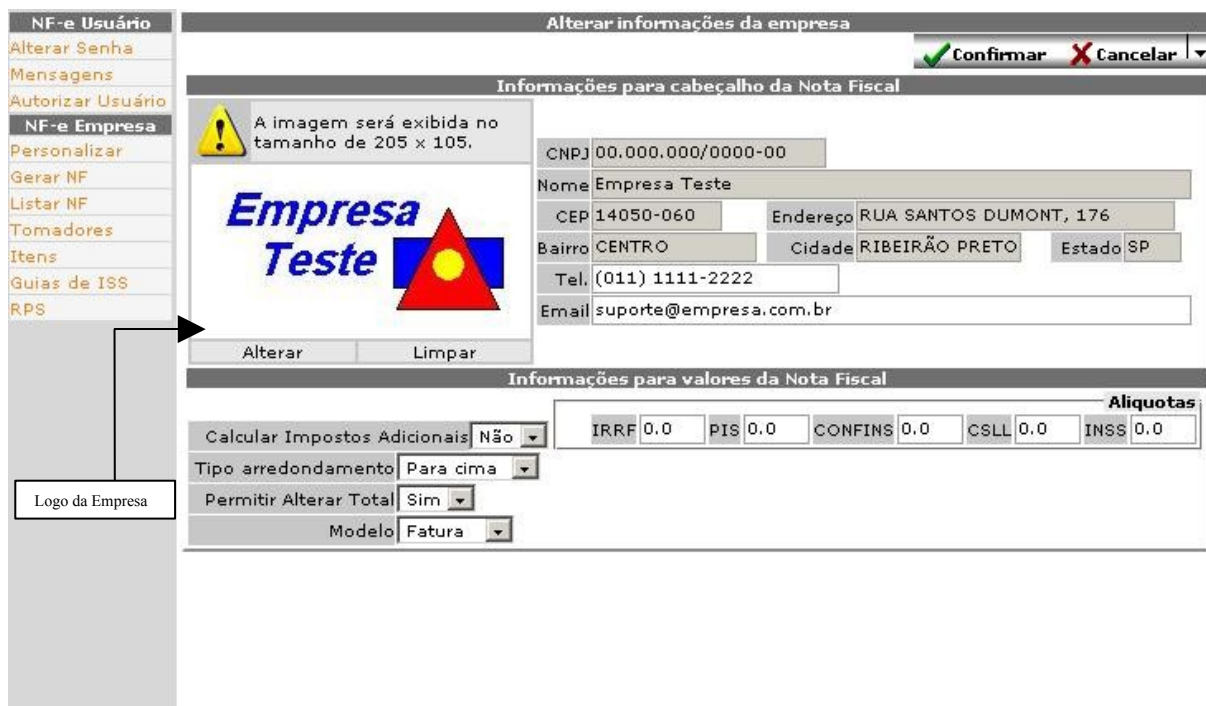 NF-e Usuário
Alterar Senha
Mensagens
Autorizar Usuário
NF-e Empresa
Personalizar
Gerar NF
Listar NF
Tomadores
Itens
Guias de ISS
RPS
Logo da Empresa
Alterar informações da empresa
Confirmar Cancelar
Informações para cabeçalho da Nota Fiscal
A imagem será exibida no
tamanho de 205 x 105.
Empresa
Teste
Alterar Limpar
CNPJ 00.000.000/0000-00
Nome Empresa Teste
CEP 14050-060 Endereço RUA SANTOS DUMONT, 176
Bairro CENTRO Cidade RIBEIRÃO PRETO Estado SP
Tel. (011) 1111-2222
Email suporte@empresa.com.br
Informações para valores da Nota Fiscal
Aliquotas
Calcular Impostos Adicionais Não IRRF 0.0 PIS 0.0 CONFINS 0.0 CSLL 0.0 INSS 0.0
Tipo arredondamento Para cima
Permitir Alterar Total Sim
Modelo Fatura